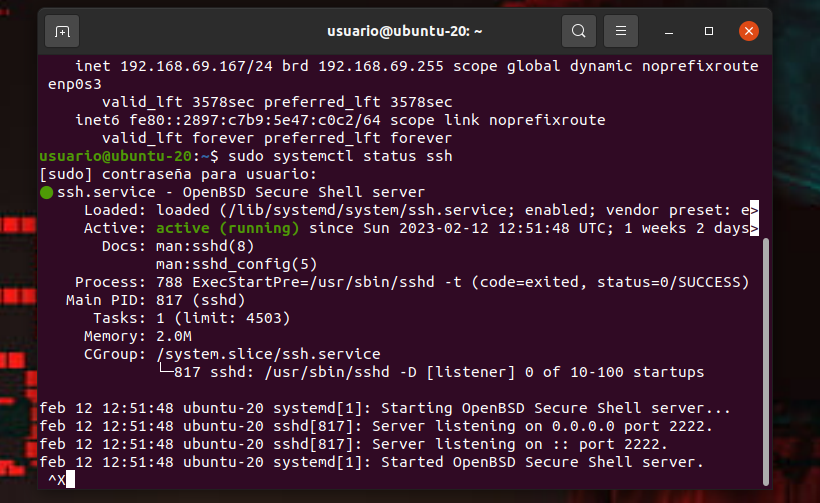 usuario@ubuntu-20: ~
inet 192.168.69.167/24 brd 192.168.69.255 scope global dynamic noprefixroute
enp0s3
valid_lft 3578sec preferred_lft 3578sec
inet6 fe80::2897:c7b9:5e47:c0c2/64 scope link noprefixroute
valid_lft forever preferred_lft forever
usuario@ubuntu-20:~$ sudo systemctl status ssh
[sudo] contraseña para usuario:
ssh.service - OpenBSD Secure Shell server
Loaded: loaded (/lib/systemd/system/ssh.service; enabled; vendor preset: e>
Active: active (running) since Sun 2023-02-12 12:51:48 UTC; 1 weeks 2 days>
Docs: man:sshd(8)
man:sshd_config(5)
Process: 788 ExecStartPre=/usr/sbin/sshd -t (code=exited, status=0/SUCCESS)
Main PID: 817 (sshd)
Tasks: 1 (limit: 4503)
Memory: 2.0M
CGroup: /system.slice/ssh.service
└─817 sshd: /usr/sbin/sshd -D [listener] 0 of 10-100 startups
feb 12 12:51:48 ubuntu-20 systemd[1]: Starting OpenBSD Secure Shell server...
feb 12 12:51:48 ubuntu-20 sshd[817]: Server listening on 0.0.0.0 port 2222.
feb 12 12:51:48 ubuntu-20 sshd[817]: Server listening on :: port 2222.
feb 12 12:51:48 ubuntu-20 systemd[1]: Started OpenBSD Secure Shell server.
^X